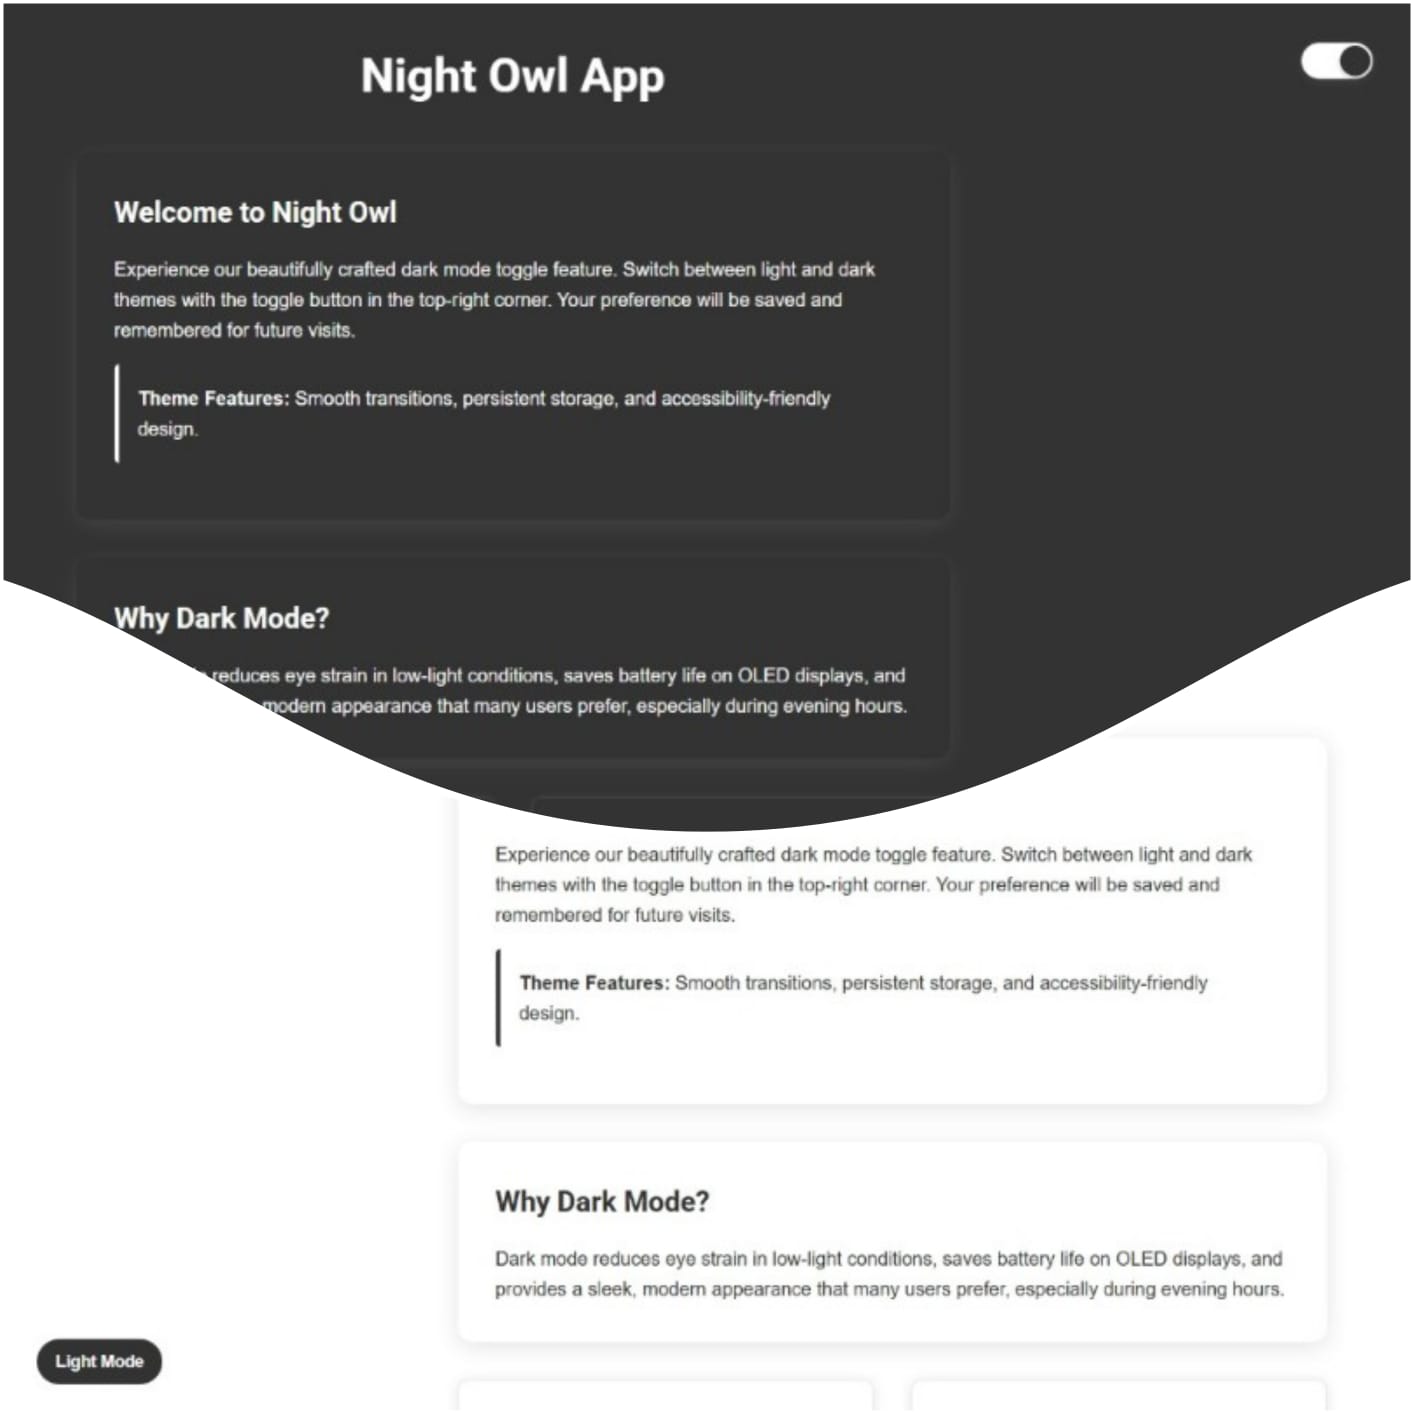 Night Owl App
Welcome to Night Owl
Experience our beautifully crafted dark mode toggle feature. Switch between light and dark
themes with the toggle button in the top-right corner. Your preference will be saved and
remembered for future visits.
Theme Features: Smooth transitions, persistent storage, and accessibility-friendly
design.
Why Dark Mode?
reduces eye strain in low-light conditions, saves battery life on OLED displays, and
modern appearance that many users prefer, especially during evening hours.
Experience our beautifully crafted dark mode toggle feature. Switch between light and dark
themes with the toggle button in the top-right corner. Your preference will be saved and
remembered for future visits.
Theme Features: Smooth transitions, persistent storage, and accessibility-friendly
design.
Why Dark Mode?
Dark mode reduces eye strain in low-light conditions, saves battery life on OLED displays, and
provides a sleek, modern appearance that many users prefer, especially during evening hours.
Light Mode